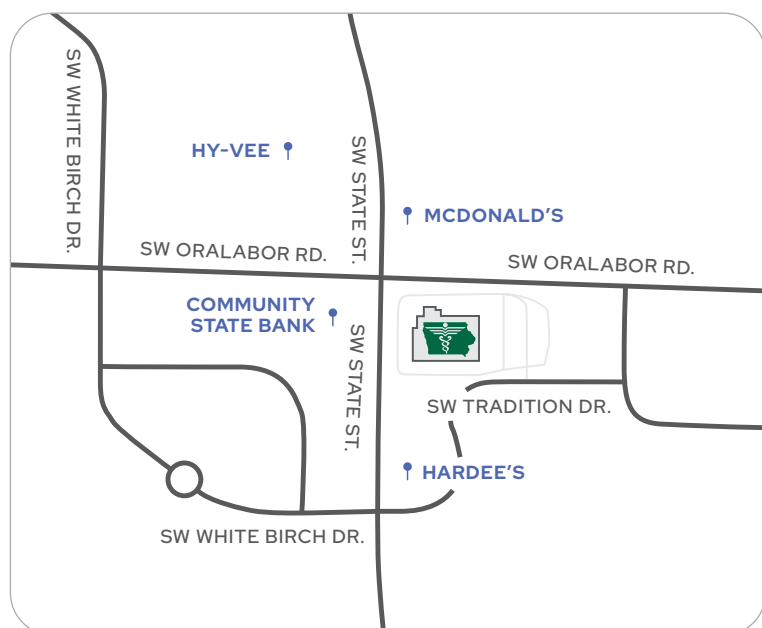 SW WHITE BIRCH DR.
HY-VEE
SW STATE ST.
MCDONALD'S
SW ORALABOR RD.
SW ORALABOR RD.
COMMUNITY
STATE BANK
SW STATE ST.
SW TRADITION DR.
HARDEE'S
SW WHITE BIRCH DR.